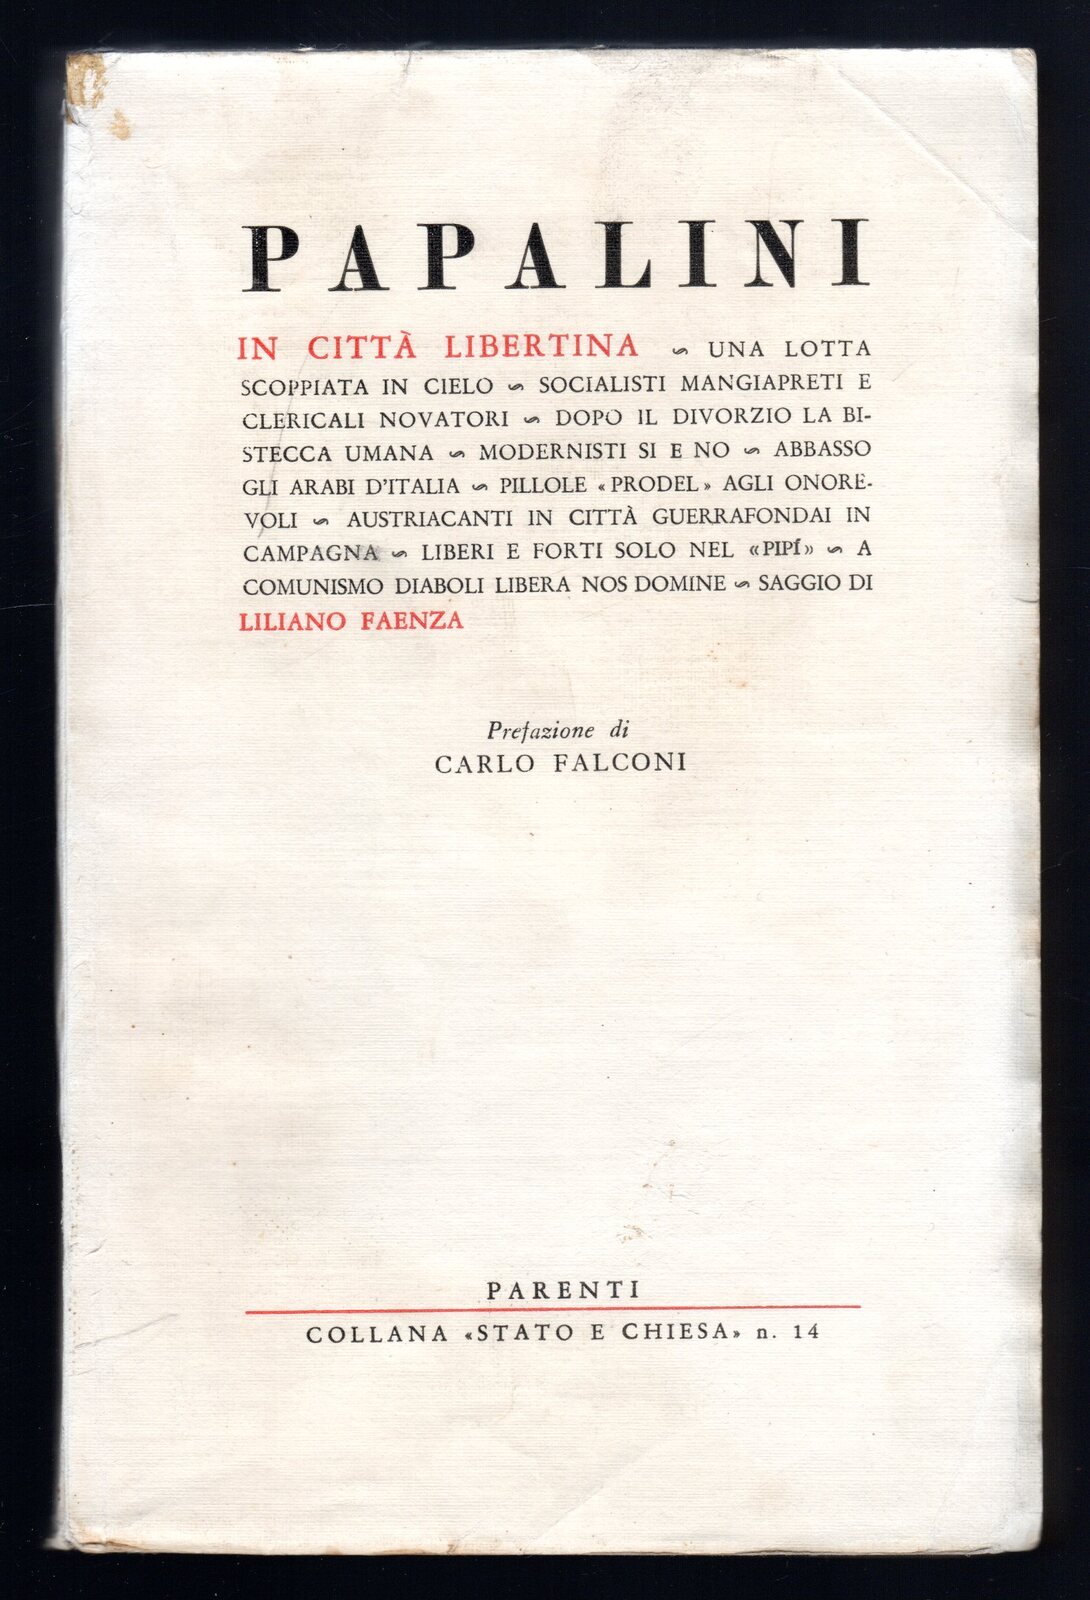 PAPALINI
IN CITTÀ LIBERTINA ~ UNA LOTTA
SCOPPIATA IN CIELO ~ SOCIALISTI MANGIAPRETI E
CLERICALI NOVATORI ~ DOPO IL DIVORZIO LA BI-
STECCA UMANA ~ MODERNISTI SI E NO ~ ABBASSO
GLI ARABI D'ITALIA ~ PILLOLE «PRODEL» AGLI ONORE-
VOLI ~ AUSTRIACANTI IN CITTÀ GUERRAFONDAI IN
CAMPAGNA ~ LIBERI E FORTI SOLO NEL «PIPÍ» ~ A
COMUNISMO DIABOLI LIBERA NOS DOMINE ~ SAGGIO DI
LILIANO FAENZA
Prefazione di
CARLO FALCONI
PARENTI
COLLANA «STATO E CHIESA» n. 14